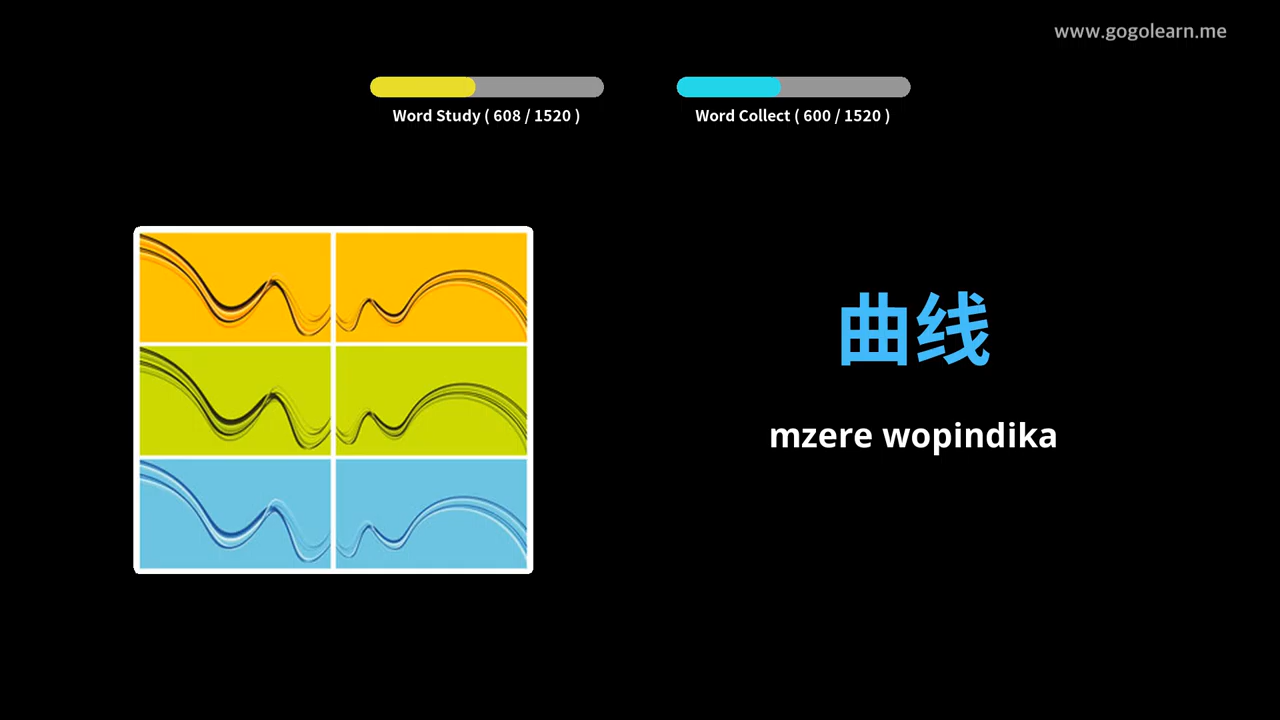 www.gogolearn.me
Word Study ( 608 / 1520 )
Word Collect ( 600 / 1520 )
曲线
mzere wopindika